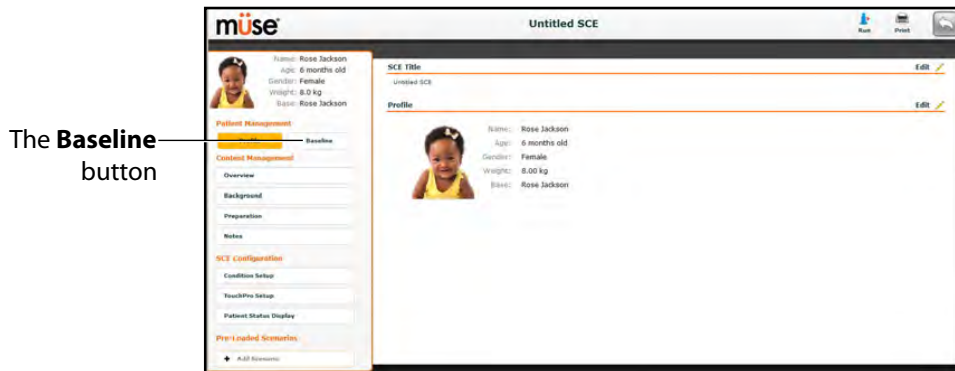 The Baseline
button
müse
Untitled SCE
Run
Print
Name: Rose Jackson
Age: 6 months old
Gender: Female
Weight: 8.0 kg
Base: Rose Jackson
Patient Management
Profile
Baseline
Content Management
Overview
Background
Preparation
Notes
SCE Configuration
Condition Setup
TouchPro Setup
Patient Status Display
Pre-Loaded Scenarios
+ Add Scenario
SCE Title
Edit
Untitled SCE
Profile
Edit
Name: Rose Jackson
Age: 6 months old
Gender: Female
Weight: 8.00 kg
Base: Rose Jackson